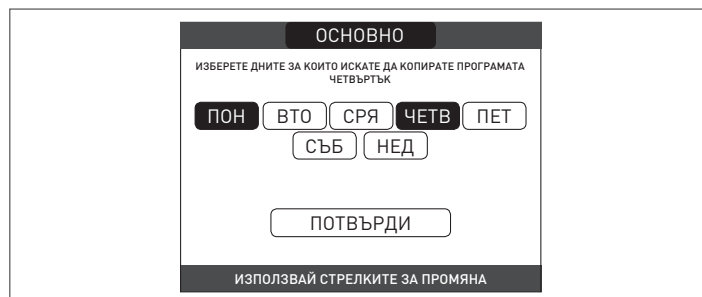 ОСНОВНО
ИЗБЕРЕТЕ ДНИТЕ ЗА КОИТО ИСКАТЕ ДА КОПИРАТЕ ПРОГРАМАТА
ЧЕТВЪРТЪК
ПОН ВТО СРЯ ЧЕТВ ПЕТ
СЪБ НЕД
ПОТВЪРДИ
ИЗПОЛЗВАЙ СТРЕЛКИТЕ ЗА ПРОМЯНА